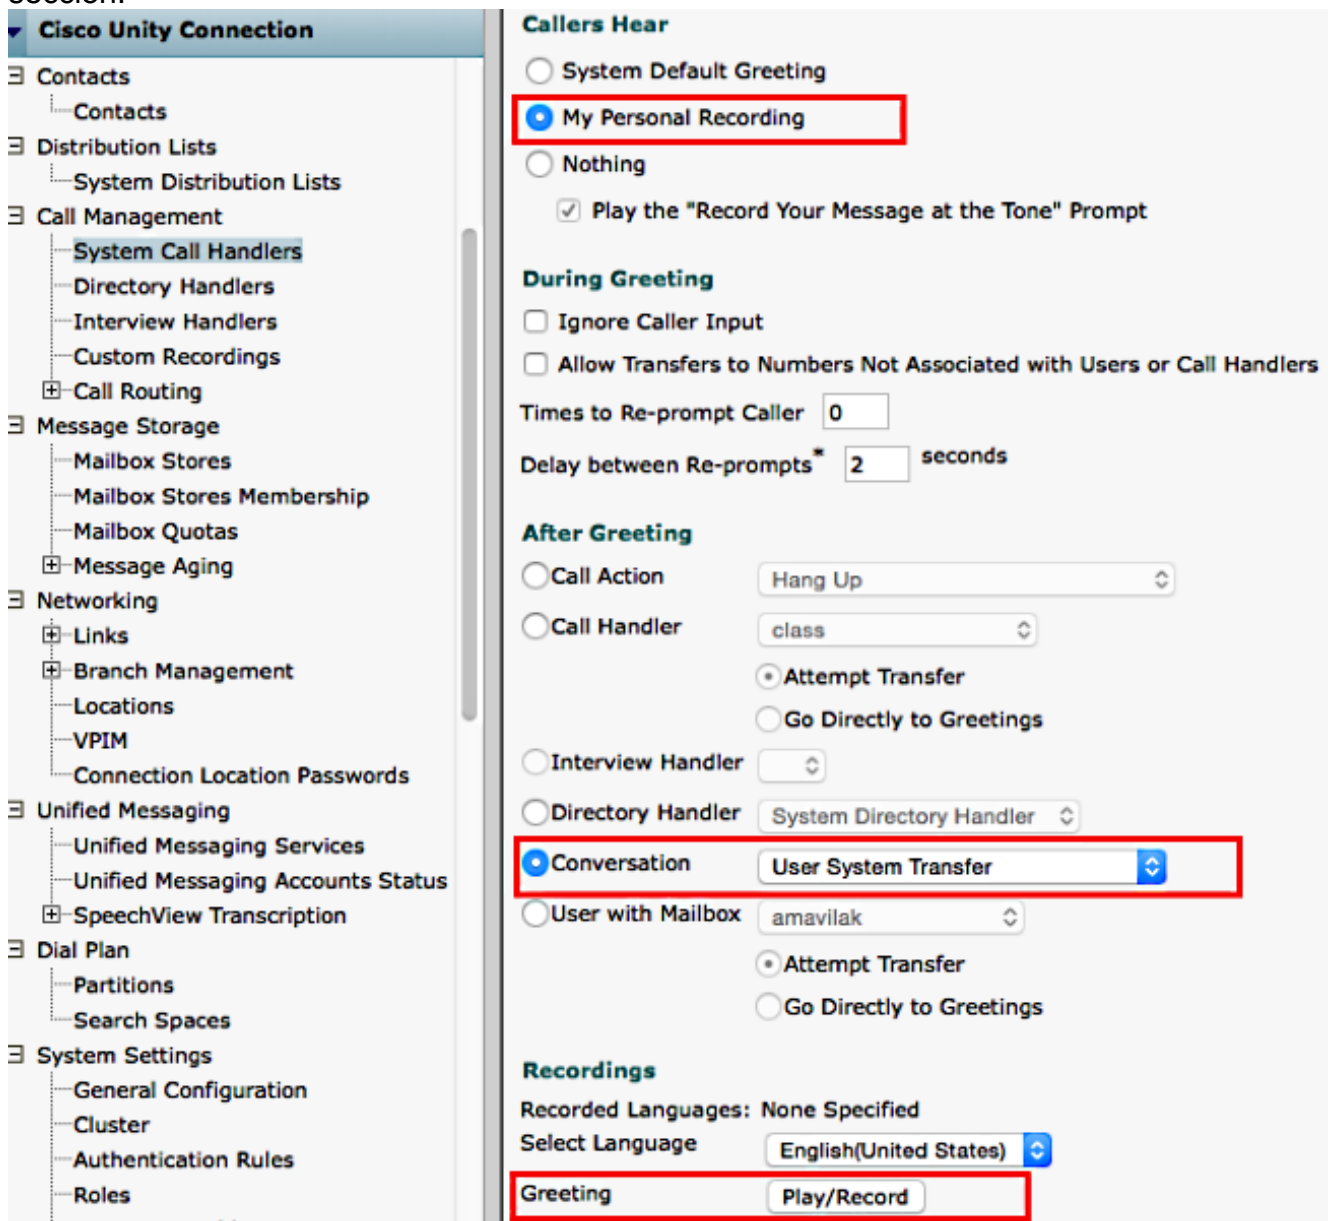 Cisco Unity Connection
Contacts
Contacts
Distribution Lists
System Distribution Lists
Call Management
System Call Handlers
Directory Handlers
Interview Handlers
Custom Recordings
Call Routing
Message Storage
Mailbox Stores
Mailbox Stores Membership
Mailbox Quotas
Message Aging
Networking
Links
Branch Management
Locations
VPIM
Connection Location Passwords
Unified Messaging
Unified Messaging Services
Unified Messaging Accounts Status
SpeechView Transcription
Dial Plan
Partitions
Search Spaces
System Settings
General Configuration
Cluster
Authentication Rules
Roles
Callers Hear
System Default Greeting
My Personal Recording
Nothing
Play the "Record Your Message at the Tone" Prompt
During Greeting
Ignore Caller Input
Allow Transfers to Numbers Not Associated with Users or Call Handlers
Times to Re-prompt Caller 0
Delay between Re-prompts* 2 seconds
After Greeting
Call Action Hang Up
Call Handler class
Attempt Transfer
Go Directly to Greetings
Interview Handler
Directory Handler System Directory Handler
Conversation User System Transfer
User with Mailbox amavilak
Attempt Transfer
Go Directly to Greetings
Recordings
Recorded Languages: None Specified
Select Language English(United States)
Greeting Play/Record